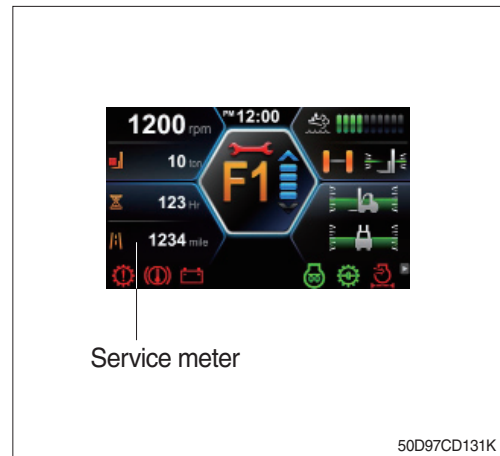 1200 rpm
PM 12:00
10 ton
F1
123 Hr
1234 mile
Service meter
50D97CD131K